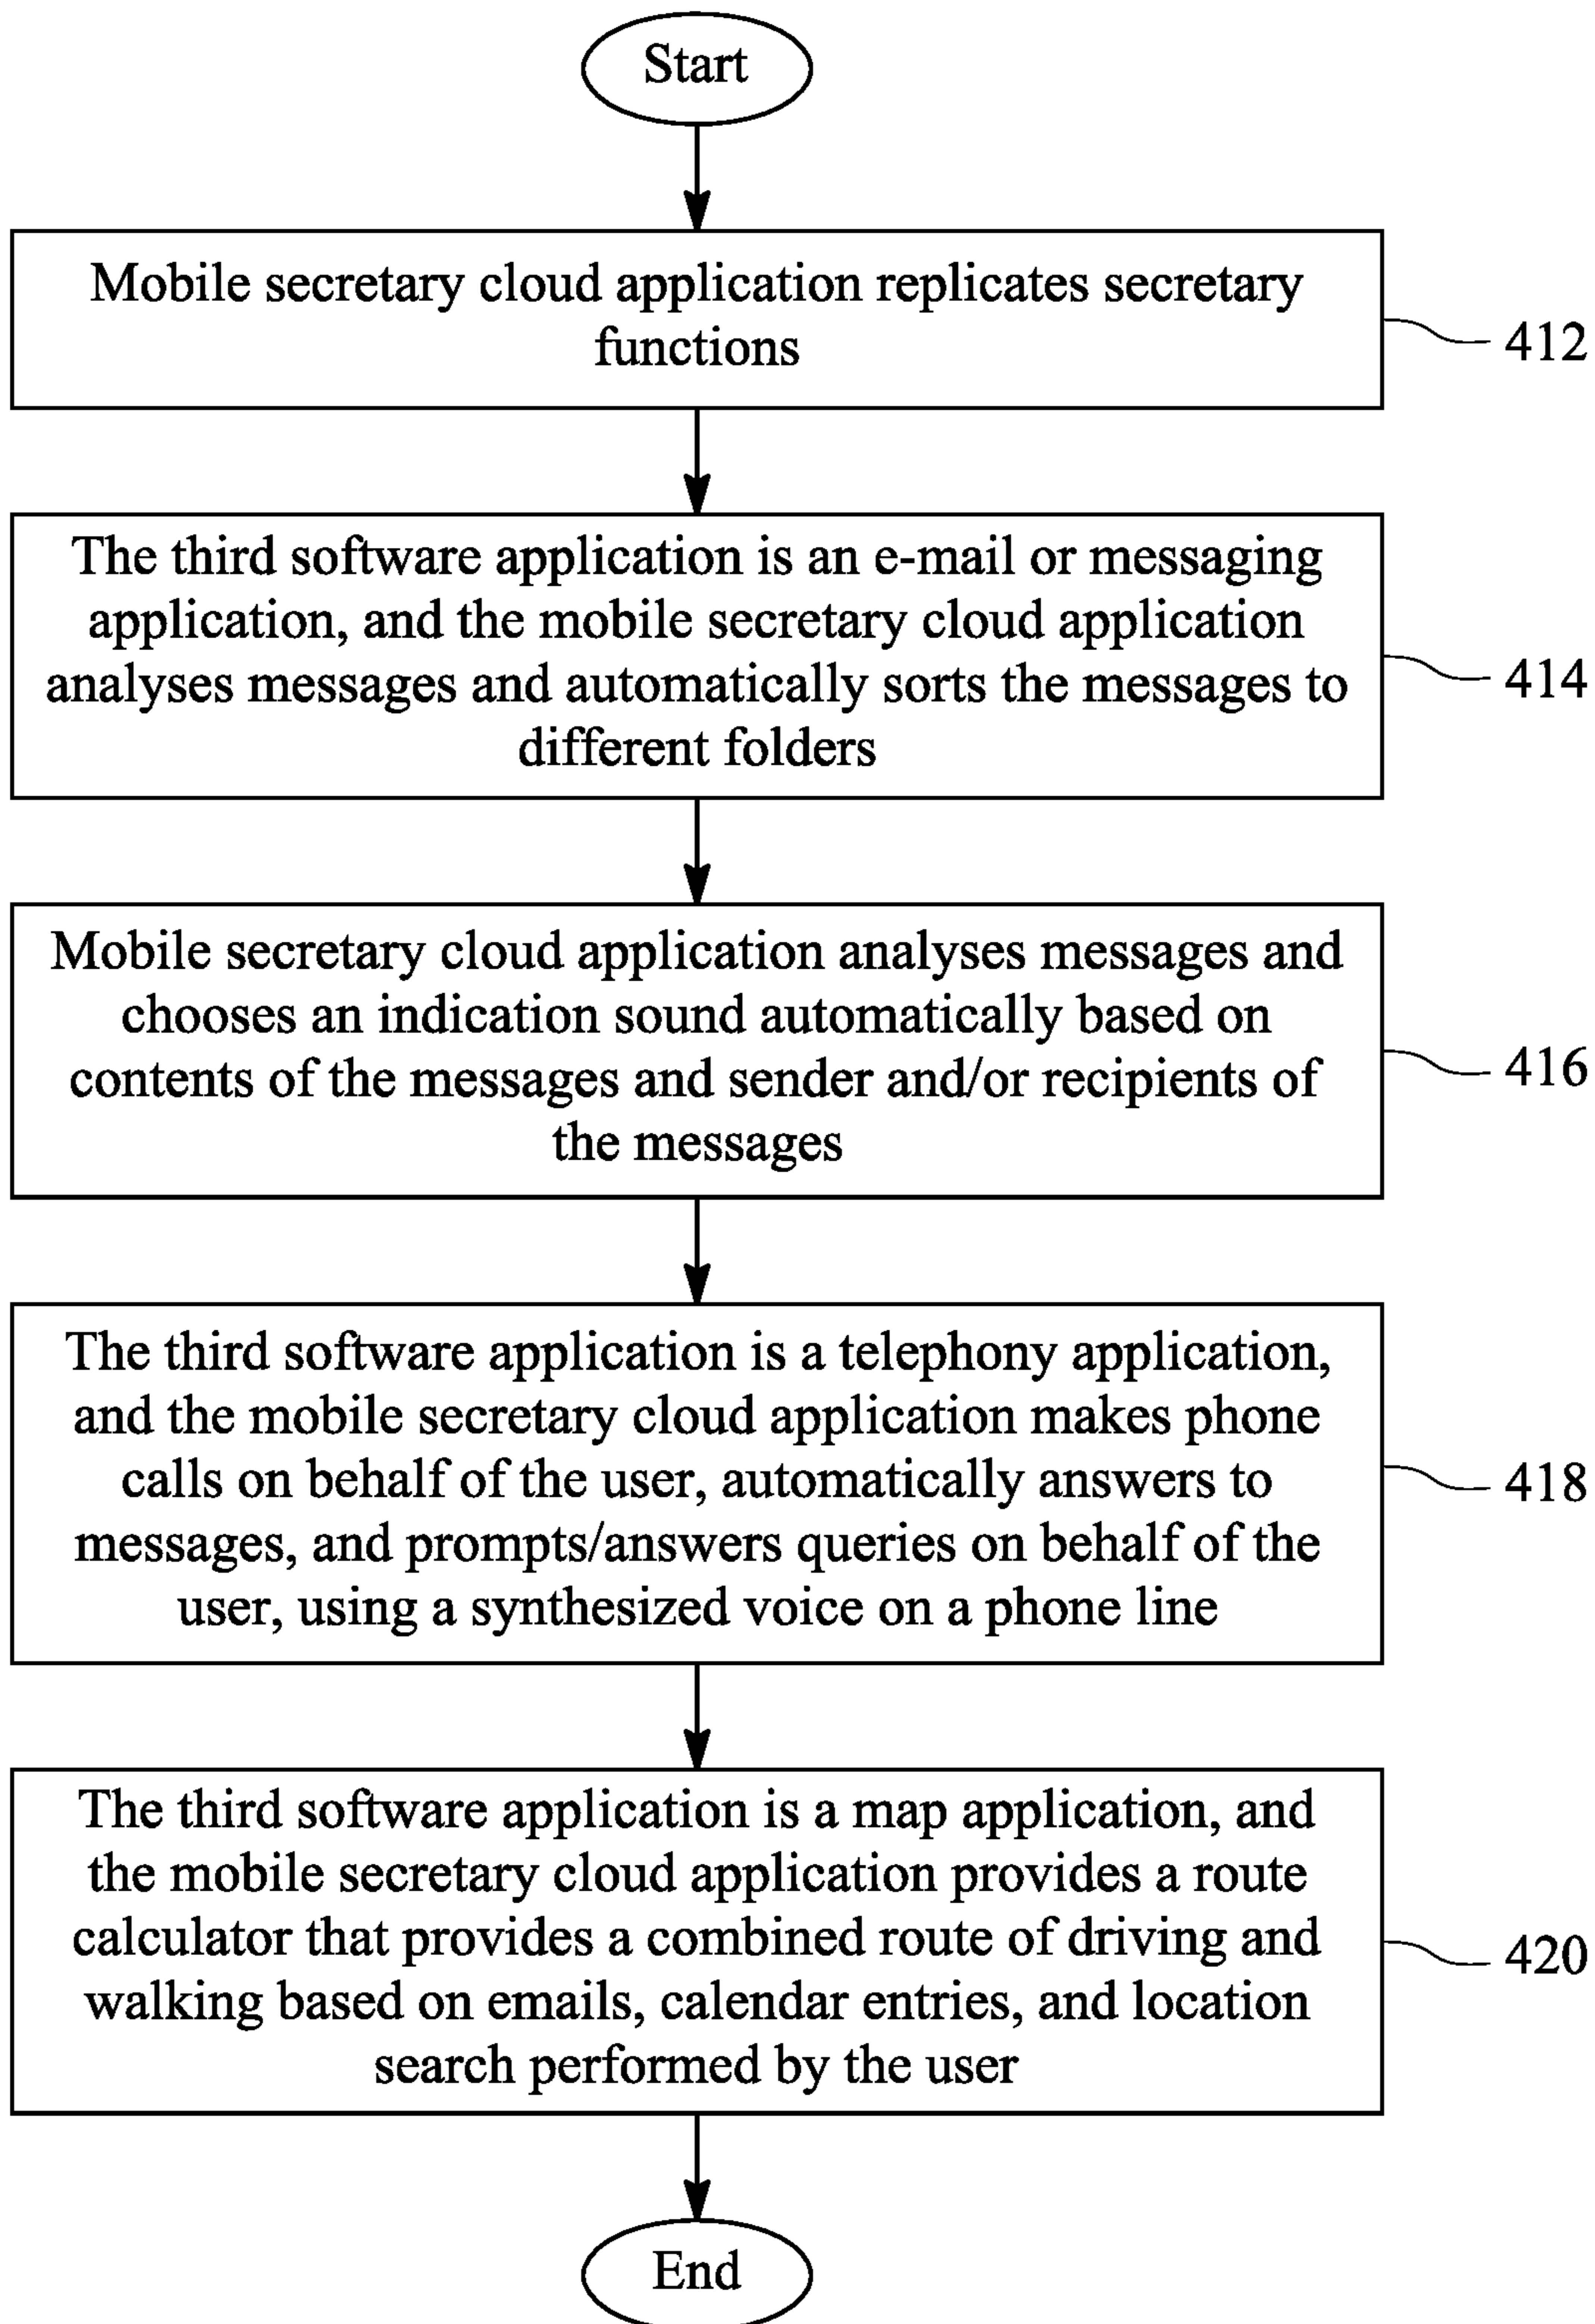 Start
Mobile secretary cloud application replicates secretary
functions
412
The third software application is an e-mail or messaging
application, and the mobile secretary cloud application
analyses messages and automatically sorts the messages to
different folders
414
Mobile secretary cloud application analyses messages and
chooses an indication sound automatically based on
contents of the messages and sender and/or recipients of
the messages
416
The third software application is a telephony application,
and the mobile secretary cloud application makes phone
calls on behalf of the user, automatically answers to
messages, and prompts/answers queries on behalf of the
user, using a synthesized voice on a phone line
418
The third software application is a map application, and
the mobile secretary cloud application provides a route
calculator that provides a combined route of driving and
walking based on emails, calendar entries, and location
search performed by the user
420
End